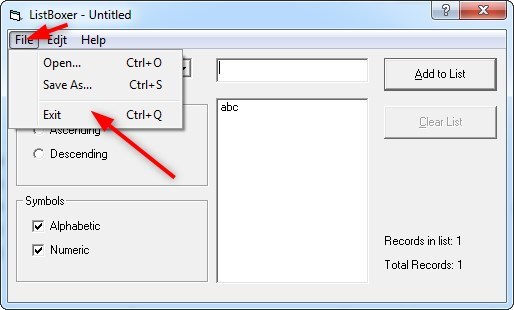 ListBoxer - Untitled
File Edjt Help
Open... Ctrl+O
Save As... Ctrl+S
Exit Ctrl+Q
Add to List
abc
Clear List
Ascending
Descending
Symbols
Alphabetic
Numeric
Records in list: 1
Total Records: 1